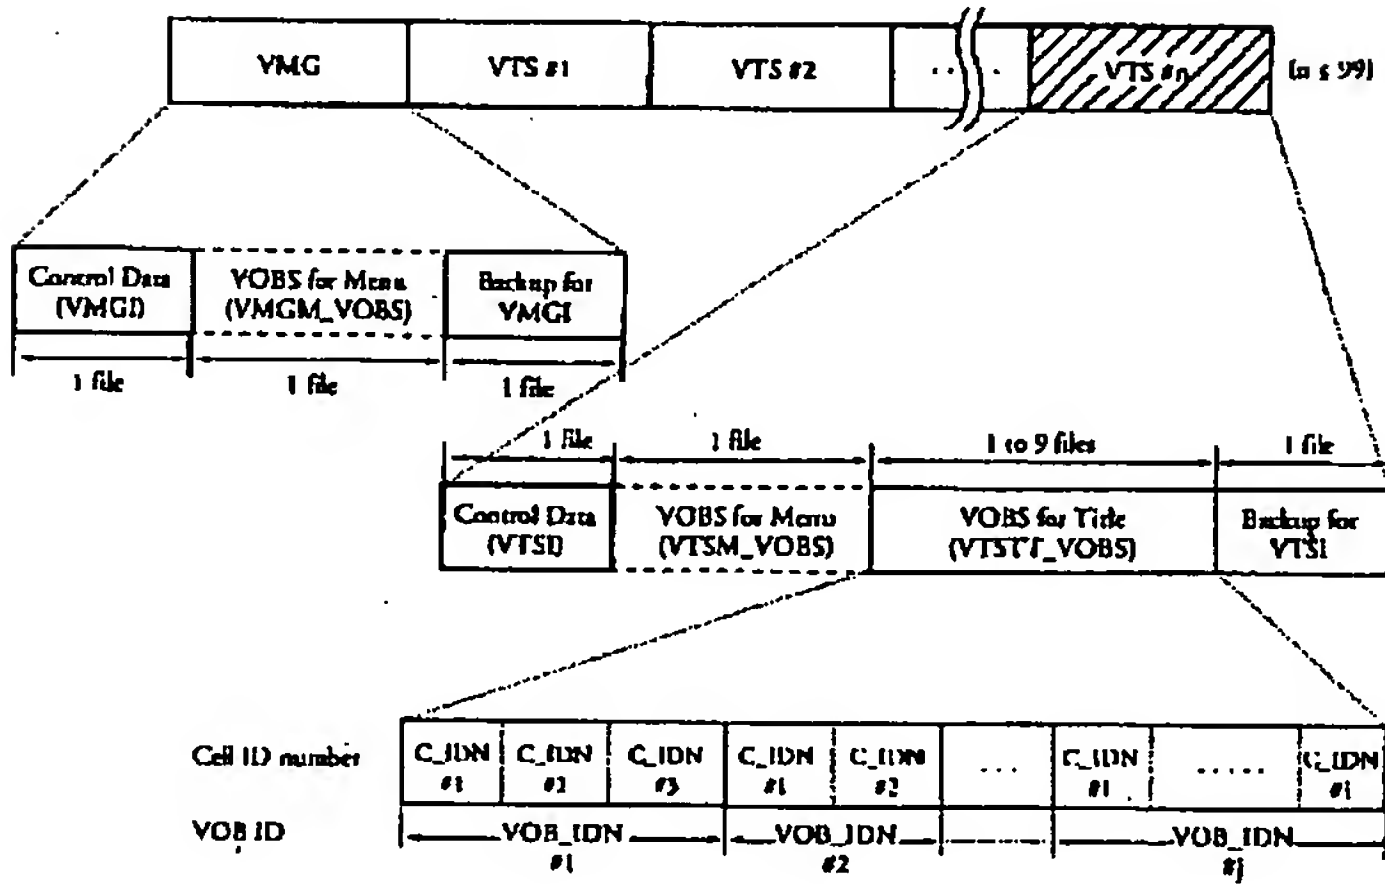 VMG VTS #1 VTS #2 ..... VTS #n (n ≤ 99)
Control Data VOBS for Menu Backup for
(VMGI) (VMGM_VOBS) VMGI
1 file 1 file 1 file
1 file 1 file 1 to 9 files 1 file
Control Data VOBS for Menu VOBS for Title Backup for
(VTSI) (VTSM_VOBS) (VTSTT_VOBS) VTSI
Cell ID number C_IDN C_IDN C_IDN C_IDN C_IDN .... C_IDN ..... C_IDN
#1 #2 #3 #1 #2 #1 #i
VOB ID VOB_IDN VOB_IDN VOB_IDN
#1 #2 #j